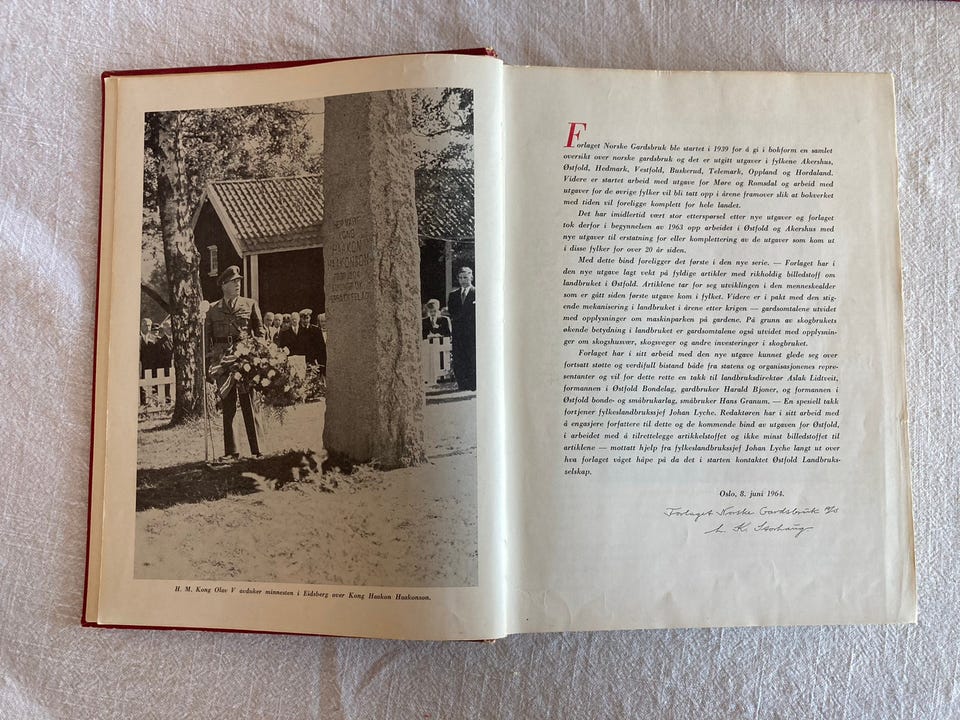 H. M. Kong Olav V avduker minnesten i Eidsberg over Kong Haakon Haakonson.
Forlaget Norske Gardsbruk ble startet i 1939 for å gi i bokform en samlet
oversikt over norske gardsbruk og det er utgitt utgaver i fylkene Akershus,
Østfold, Hedmark, Vestfold, Buskerud, Telemark, Oppland og Hordaland.
Videre er startet arbeid med utgave for Møre og Romsdal og arbeid med
utgaver for de øvrige fylker vil bli tatt opp i årene framover slik at bokverket
med tiden vil foreligge komplett for hele landet.
Det har imidlertid vært stor etterspørsel etter nye utgaver og forlaget
tok derfor i begynnelsen av 1963 opp arbeidet i Østfold og Akershus med
nye utgaver til erstatning for eller komplettering av de utgaver som kom ut
i disse fylker for over 20 år siden.
Med dette bind foreligger det første i den nye serie. — Forlaget har i
den nye utgave lagt vekt på fyldige artikler med rikholdig billedstoff om
landbruket i Østfold. Artiklene tar for seg utviklingen i den menneskealder
som er gått siden første utgave kom i fylket. Videre er i pakt med den stig-
ende mekanisering i landbruket i årene etter krigen — gardsomtalene utvidet
med opplysninger om maskinparken på gardene. På grunn av skogbrukets
økende betydning i landbruket er gardsomtalene også utvidet med opplysnin-
ger om skogshusvær, skogsveger og andre investeringer i skogbruket.
Forlaget har i sitt arbeid med den nye utgave kunnet glede seg over
fortsatt støtte og verdifull bistand både fra statens og organisasjonenes repre-
sentanter og vil for dette rette en takk til landbruksdirektør Aslak Lidtveit,
formannen i Østfold Bondelag, gardbruker Harald Bjoner, og formannen i
Østfold bonde- og småbrukarlag, småbruker Hans Granum. — En spesiell takk
fortjener fylkeslandbrukssjef Johan Lyche. Redaktøren har i sitt arbeid med
å engasjere forfattere til dette og de kommende bind av utgaven for Østfold,
i arbeidet med å tilrettelegge artikkelstoffet og ikke minst billedstoffet til
artiklene — mottatt hjelp fra fylkeslandbrukssjef Johan Lyche langt ut over
hva forlaget våget håpe på da det i starten kontaktet Østfold Landbruks-
selskap.
Oslo, 8. juni 1964.
Forlaget Norske Gardsbruk A/S
K. Storhaug